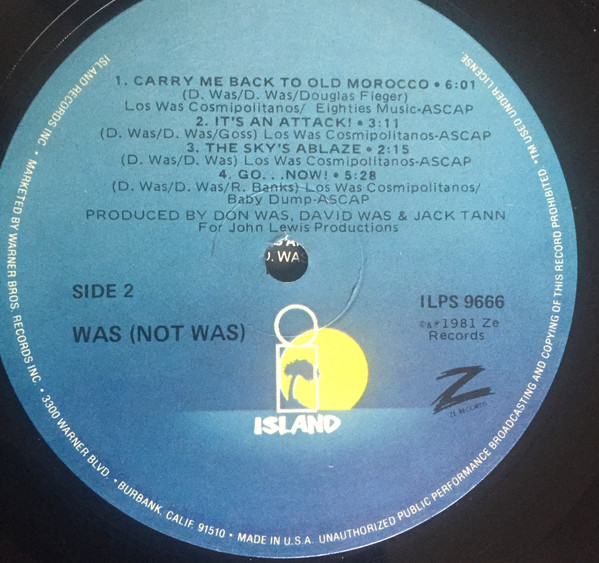 1. CARRY ME BACK TO OLD MOROCCO • 6:01
(D. Was/D. Was/Douglas Fieger)
Los Was Cosmipolitanos/ Eighties Music-ASCAP
2. IT'S AN ATTACK! • 3:11
(D. Was/D. Was/Goss) Los Was Cosmipolitanos-ASCAP
3. THE SKY'S ABLAZE • 2:15
(D. Was/D. Was) Los Was Cosmipolitanos-ASCAP
4. GO...NOW! • 5:28
(D. Was/D. Was/R. Banks) Los Was Cosmipolitanos/
Baby Dump-ASCAP
PRODUCED BY DON WAS, DAVID WAS & JACK TANN
For John Lewis Productions
D. WAS
SIDE 2
WAS (NOT WAS)
ILPS 9666
©&℗ 1981 Ze
Records
ISLAND
Z
ZE RECORDS
ISLAND RECORDS INC. • MARKETED BY WARNER BROS. RECORDS INC. • 3300 WARNER BLVD. • BURBANK, CALIF. 91510 • MADE IN U.S.A. UNAUTHORIZED PUBLIC PERFORMANCE BROADCASTING AND COPYING OF THIS RECORD PROHIBITED • TM USED UNDER LICENSE.